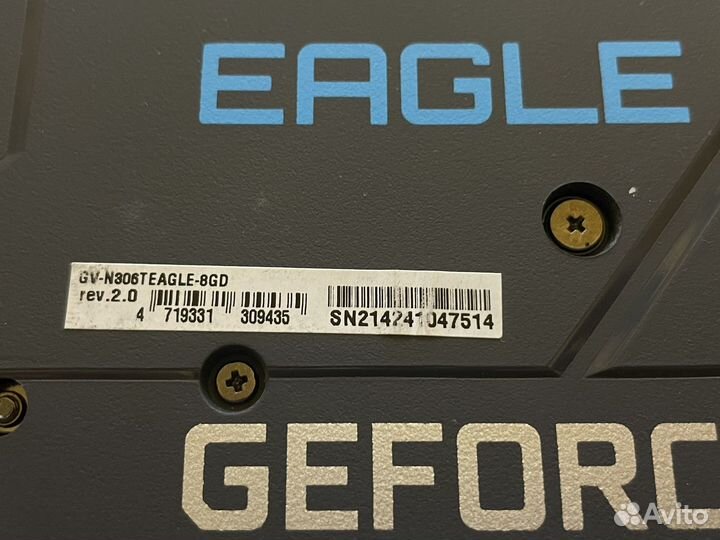 EAGLE
GV-N306TEAGLE-8GD
rev.2.0
4 719331 309435 SN214241047514
GEFORC
Avito